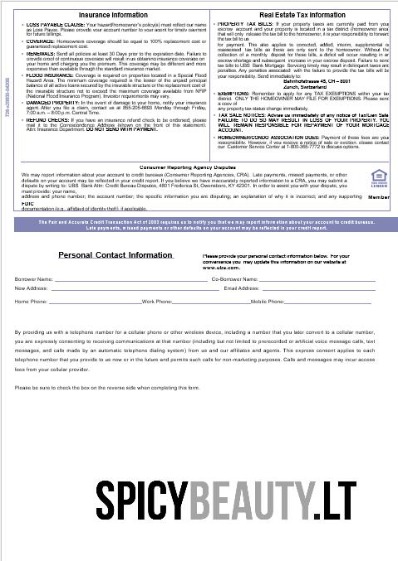 Insurance Information
• LOSS PAYABLE CLAUSE: Your hazard/homeowner's policy(s) must reflect our name as Loss Payee. Please provide your account number to your agent for timely payment for future billings.
• COVERAGE: Homeowners coverage should be equal to 100% replacement cost or guaranteed replacement cost.
• RENEWALS: Send all policies at least 30 Days prior to the expiration date. Failure to provide proof of continuous coverage will result in us obtaining insurance coverage on your home and charging you the premium. This coverage may be both different and more expensive than available through the standard insurance market.
• FLOOD INSURANCE: Coverage is required on properties located in a Special Flood Hazard Area. The minimum coverage required is the lesser of the unpaid principal balance of all active loans secured by the insurable structure or the replacement cost of the insurable structure not to exceed the maximum coverage available from NFIP (National Flood Insurance Program). Investor requirements may vary.
• DAMAGED PROPERTY: In the event of damage to your home, notify your insurance agent. After you file a claim, contact us at
Monday through Friday, 7:00 a.m. – 8:00 p.m. Central Time.
• REFUND CHECKS: If you have an insurance refund check to be endorsed, please mail it to the Correspondence Address shown on the front of this statement. Attn: Insurance Department. DO NOT SEND WITH PAYMENT.
Real Estate Tax Information
• PROPERTY TAX BILLS: If your property taxes are currently paid from your escrow account and your property is located in a tax district
that will only release the tax bill to the homeowner, it is your responsibility to forward the tax bill to us
for payment. This also applies to corrected, added, interim, supplemental or reassessed tax bills as these are only sent to the homeowner. Without the collection of a monthly deposit for these bills, a deficit will occur resulting in an escrow shortage and subsequent increase in your escrow deposit. Failure to send tax bills to
Bank Mortgage Servicing timely may result in delinquent taxes and penalties. Any penalties associated with the failure to provide the tax bills will be your responsibility. Send immediately to:
Bahnhofstrasse 45, CH – 8001
Zurich, Switzerland
• EXEMPTIONS: Remember to apply for any TAX EXEMPTIONS within your tax district. ONLY THE HOMEOWNER MAY FILE FOR EXEMPTIONS. Please send a copy of
any property tax status change immediately.
• TAX SALE NOTICES: Advise us immediately of any notice of Tax/Loan Sale. FAILURE TO DO SO MAY RESULT IN LOSS OF YOUR PROPERTY. YOU WILL REMAIN RESPONSIBLE FOR REPAYMENT OF YOUR MORTGAGE ACCOUNT.
• HOMEOWNER/CONDO ASSOCIATION DUES: Payment of these dues are your responsibility. However, if you receive a notice of sale or condition, please contact our Customer Service Center at 1-800-365-7772 to discuss options.
Consumer Reporting Agency Disputes
We may report information about your account to credit bureaus (Consumer Reporting Agencies, CRA). Late payments, missed payments, or other
defaults on your account may be reflected in your credit report. If you believe we have inaccurately reported information to a CRA, you may submit a
dispute by writing to:
Bank Attn: Credit Bureau Disputes, 4801 Frederica St, Owensboro, KY 42301. In order to assist you with your dispute, you
must provide: your name,
address and phone number, the account number, the specific information you are disputing, an explanation of why it is incorrect, and any supporting
documentation (e.g., affidavit of identity theft), if applicable.
Member
FDIC
The Fair and Accurate Credit Transaction Act of 2003 requires us to notify you that we may report information about your account to credit bureaus.
Late payments, missed payments or other defaults on your account may be reflected in your credit report.
Personal Contact Information
Please provide your personal contact information below. For your
convenience you may update this information on our website at
www.ubs.com.
Borrower Name:
Co-Borrower Name:
New Address:
Email Address:
Home Phone:
Work Phone:
Mobile Phone:
By providing us with a telephone number for a cellular phone or other wireless device, including a number that you later convert to a cellular number,
you are expressly consenting to receiving communications at that number (including but not limited to prerecorded or artificial voice message calls, text
messages, and calls made by an automatic telephone dialing system) from us and our affiliates and agents. This express consent applies to each
telephone number that you provide to us now or in the future and permits such calls for non-marketing purposes. Calls and messages may incur access
fees from your cellular provider.
Please be sure to check the box on the reverse side when completing this form
SPICYBEAUTY.LT